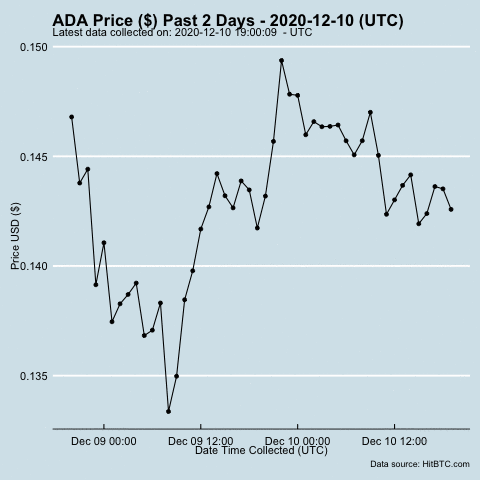 ADA Price ($) Past 2 Days - 2020-12-10 (UTC)
Latest data collected on: 2020-12-10 19:00:09  - UTC
0.150
0.145
0.140
0.135
Price USD ($)
Dec 09 00:00 Dec 09 12:00 Dec 10 00:00 Dec 10 12:00
Date Time Collected (UTC)
Data source: HitBTC.com